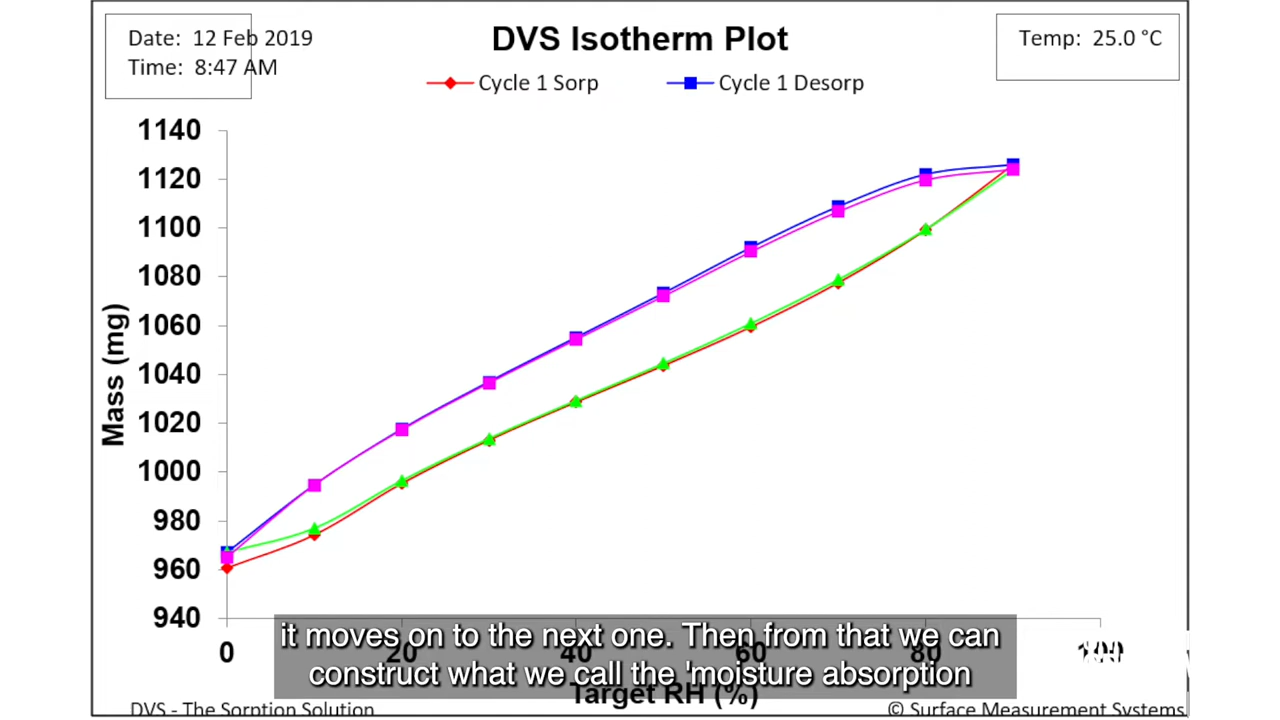 Date: 12 Feb 2019
Time: 8:47 AM
DVS Isotherm Plot
Temp: 25.0 °C
Cycle 1 Sorp
Cycle 1 Desorp
1140
1120
1100
1080
1060
1040
1020
1000
980
960
940
Mass (mg)
0 20 40 60 80 100
Target RH (%)
it moves on to the next one. Then from that we can
construct what we call the 'moisture absorption
DVS - The Sorption Solution
© Surface Measurement Systems